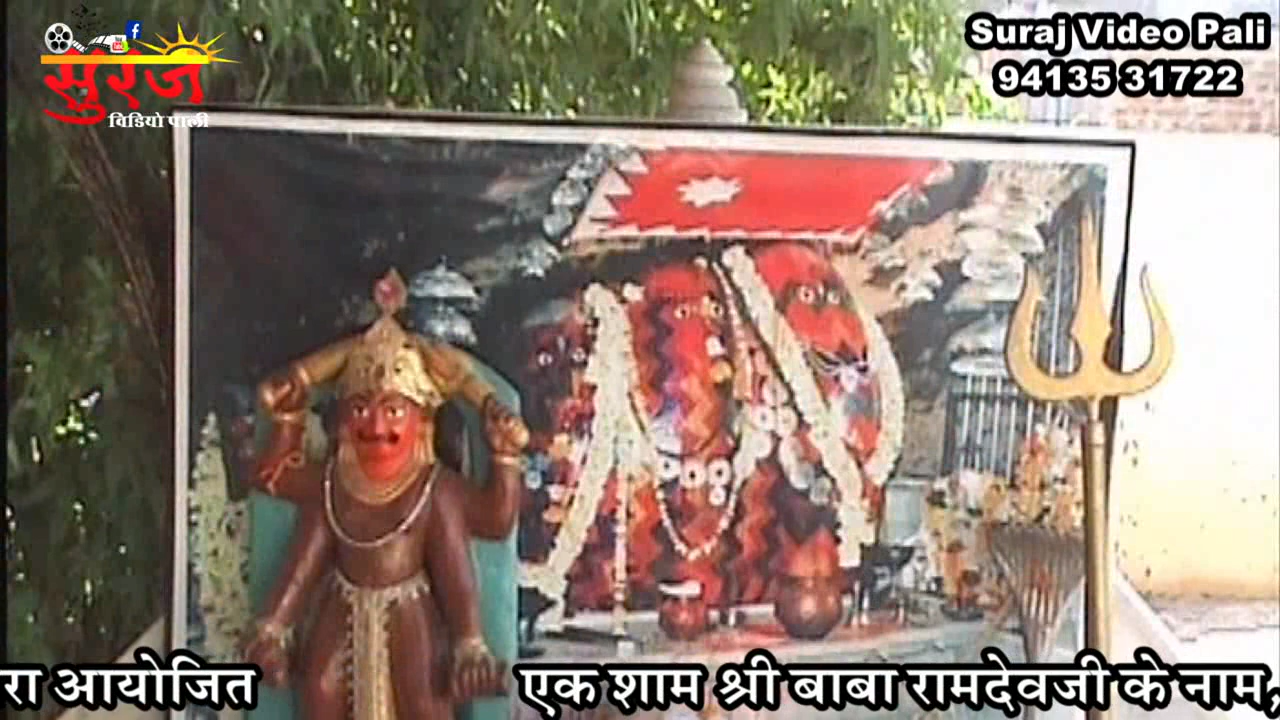 सुरज
विडियो पाली
Suraj Video Pali
94135 31722
रा आयोजित
एक शाम श्री बाबा रामदेवजी के नाम,